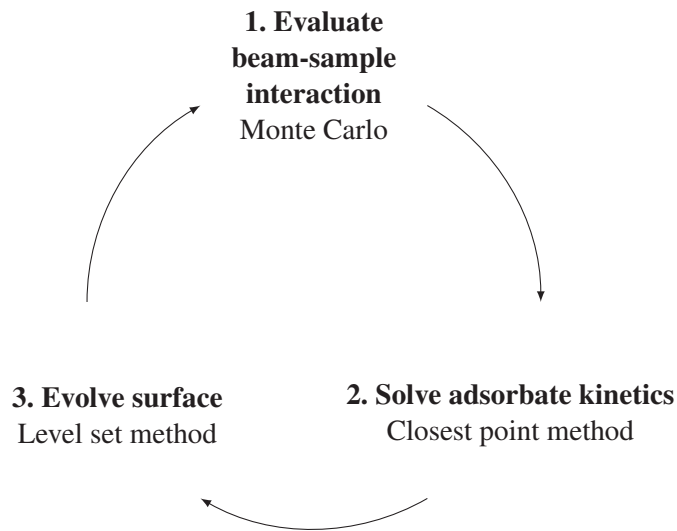 1. Evaluate
beam-sample
interaction
Monte Carlo
3. Evolve surface
Level set method
2. Solve adsorbate kinetics
Closest point method